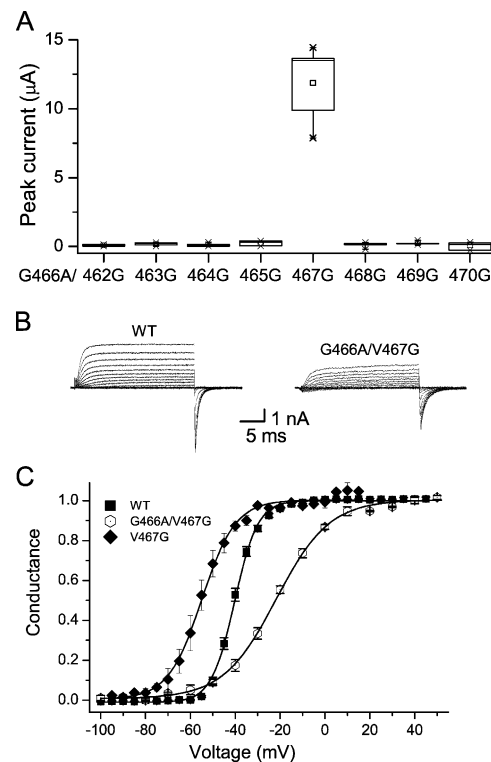 A
Peak current (μA)
15
10
5
0
G466A/ 462G 463G 464G 465G 467G 468G 469G 470G
B
WT
G466A/V467G
1 nA
5 ms
C
WT
G466A/V467G
V467G
Conductance
1.0
0.8
0.6
0.4
0.2
0.0
-100 -80 -60 -40 -20 0 20 40
Voltage (mV)